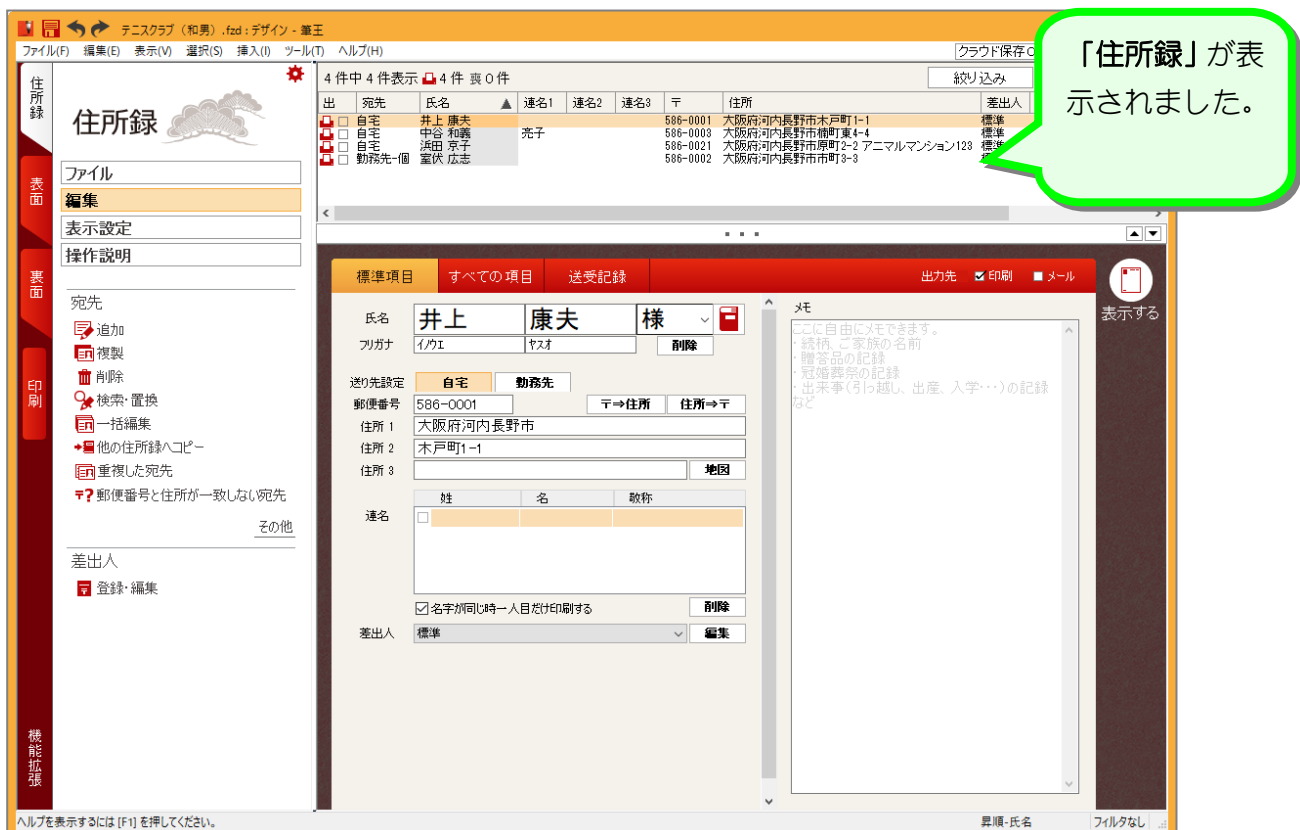 テニスクラブ（和男）.fzd : デザイン - 筆王
ファイル(F) 編集(E) 表示(V) 選択(S) 挿入(I) ツール(T) ヘルプ(H)
クラウド保存
「住所録」が表
示されました。
住所録
表面
裏面
印刷
機能拡張
住所録
ファイル
編集
表示設定
操作説明
宛先
追加
複製
削除
検索・置換
一括編集
他の住所録へコピー
重複した宛先
〒? 郵便番号と住所が一致しない宛先
その他
差出人
登録・編集
4 件中 4 件表示 4 件 喪 0 件
絞り込み
出 宛先 氏名 ▲ 連名1 連名2 連名3 〒 住所 差出人
自宅 井上 康夫 586-0001 大阪府河内長野市木戸町1-1 標準
自宅 中谷 和義 亮子 586-0003 大阪府河内長野市楠町東4-4 標準
自宅 浜田 京子 586-0021 大阪府河内長野市原町2-2 アニマルマンション123 標準
勤務先-個 室伏 広志 586-0002 大阪府河内長野市市町3-3
標準項目 すべての項目 送受記録 出力先 印刷 メール
表示する
氏名 井上 康夫 様
フリガナ イノウエ ヤスオ 削除
送り先設定 自宅 勤務先
郵便番号 586-0001 〒⇒住所 住所⇒〒
住所 1 大阪府河内長野市
住所 2 木戸町1-1
住所 3 地図
姓 名 敬称
連名
名字が同じ時一人目だけ印刷する 削除
差出人 標準 編集
メモ
ここに自由にメモできます。
・続柄、ご家族の名前
・贈答品の記録
・冠婚葬祭の記録
・出来事(引っ越し、出産、入学･･･)の記録
など
ヘルプを表示するには [F1] を押してください。
昇順-氏名 フィルタなし